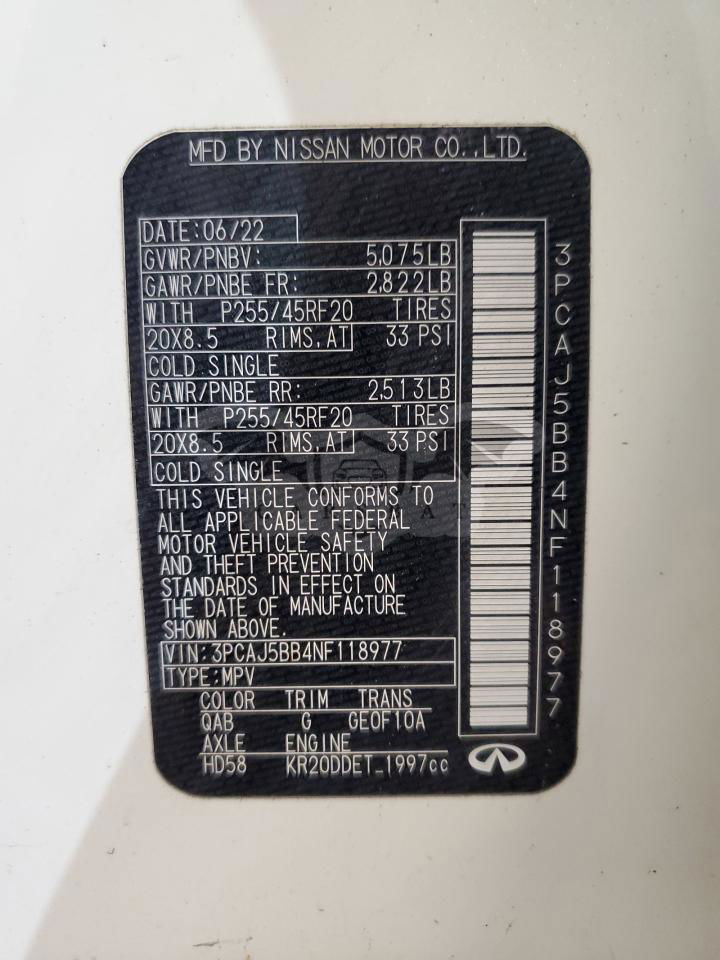 MFD BY NISSAN MOTOR CO.,LTD.
DATE:06/22
GVWR/PNBV: 5,075LB
GAWR/PNBE FR: 2,822LB
WITH P255/45RF20 TIRES
20X8.5 RIMS,AT 33 PSI
COLD SINGLE
GAWR/PNBE RR: 2,513LB
WITH P255/45RF20 TIRES
20X8.5 RIMS,AT 33 PSI
COLD SINGLE
THIS VEHICLE CONFORMS TO
ALL APPLICABLE FEDERAL
MOTOR VEHICLE SAFETY
AND THEFT PREVENTION
STANDARDS IN EFFECT ON
THE DATE OF MANUFACTURE
SHOWN ABOVE.
VIN:3PCAJ5BB4NF118977
TYPE:MPV
COLOR TRIM TRANS
QAB G GE0F10A
AXLE ENGINE
HD58 KR20DDET_1997cc
3PCAJ5BB4NF118977